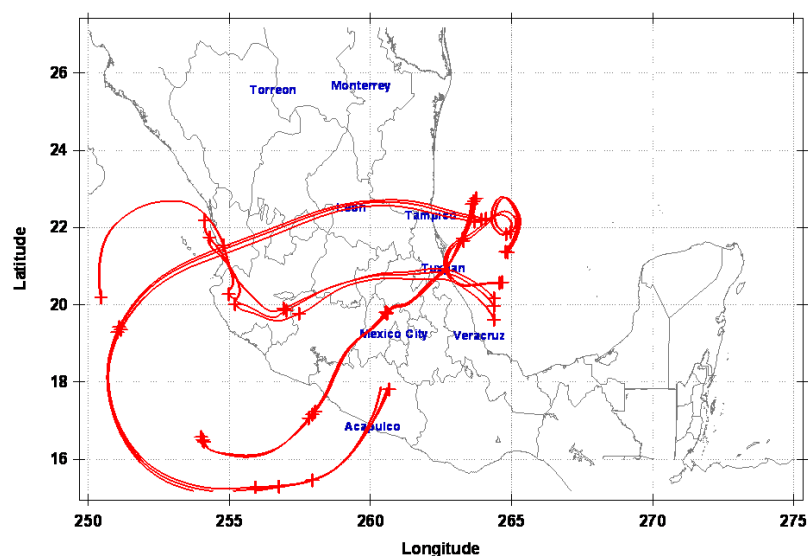 26
Torreon
Monterrey
24
22
Leon
Tampico
Tuxpan
20
Mexico City
Veracruz
18
Acapulco
16
250
255
260
265
270
275
Latitude
Longitude